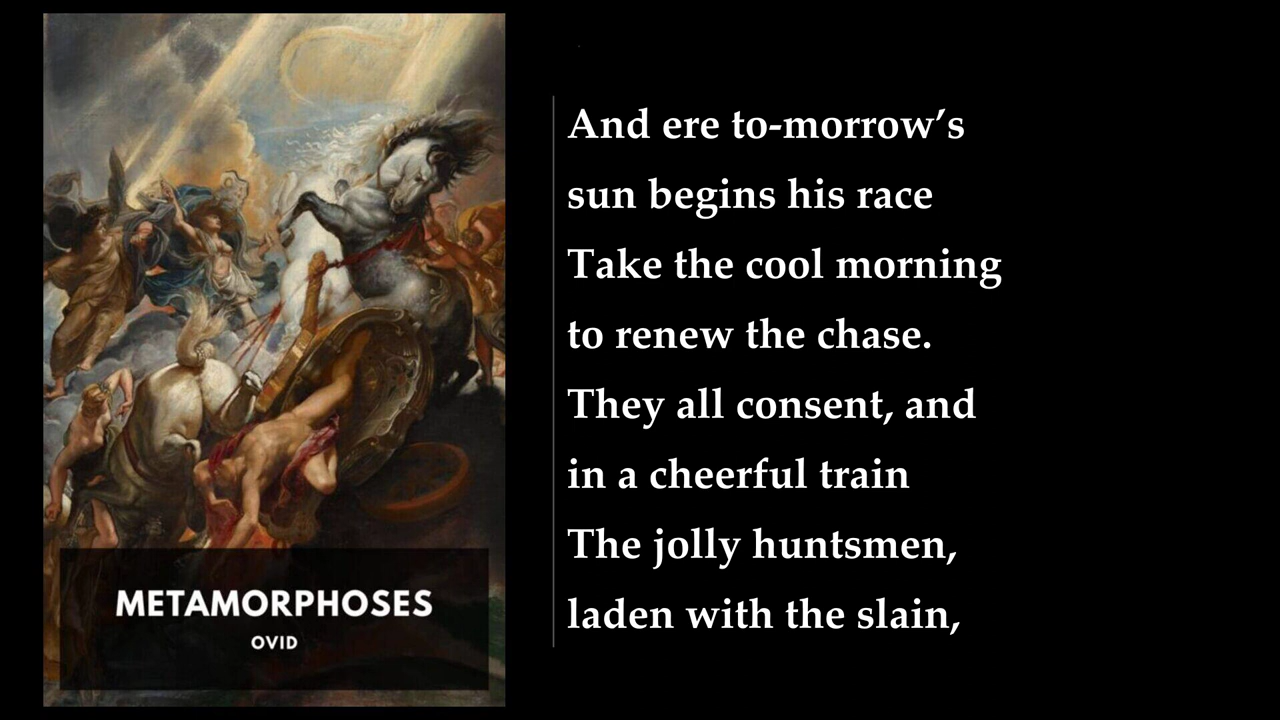 METAMORPHOSES
OVID
And ere to-morrow’s
sun begins his race
Take the cool morning
to renew the chase.
They all consent, and
in a cheerful train
The jolly huntsmen,
laden with the slain,